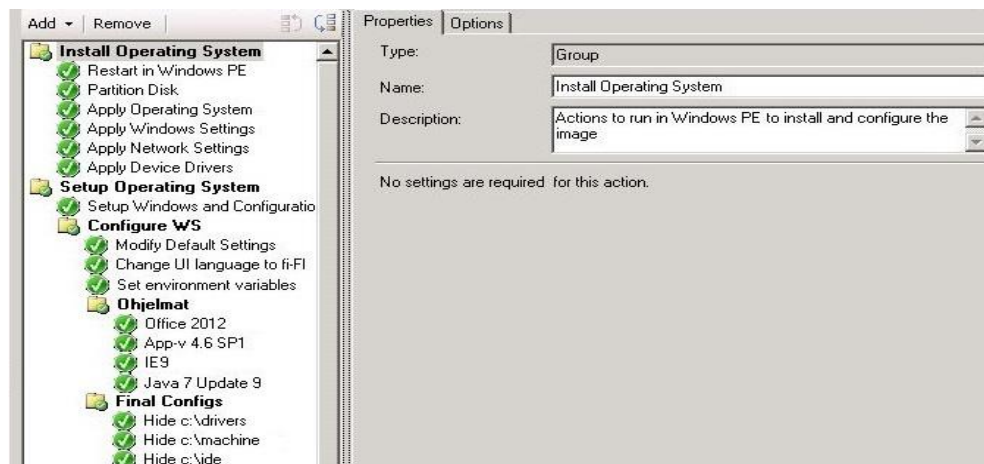 Add Remove
Install Operating System
Restart in Windows PE
Partition Disk
Apply Operating System
Apply Windows Settings
Apply Network Settings
Apply Device Drivers
Setup Operating System
Setup Windows and Configuratio
Configure WS
Modify Default Settings
Change UI language to fi-FI
Set environment variables
Ohjelmat
Office 2012
App-v 4.6 SP1
IE9
Java 7 Update 9
Final Configs
Hide c:\drivers
Hide c:\machine
Hide c:\ide
Properties Options
Type: Group
Name: Install Operating System
Description: Actions to run in Windows PE to install and configure the
image
No settings are required for this action.